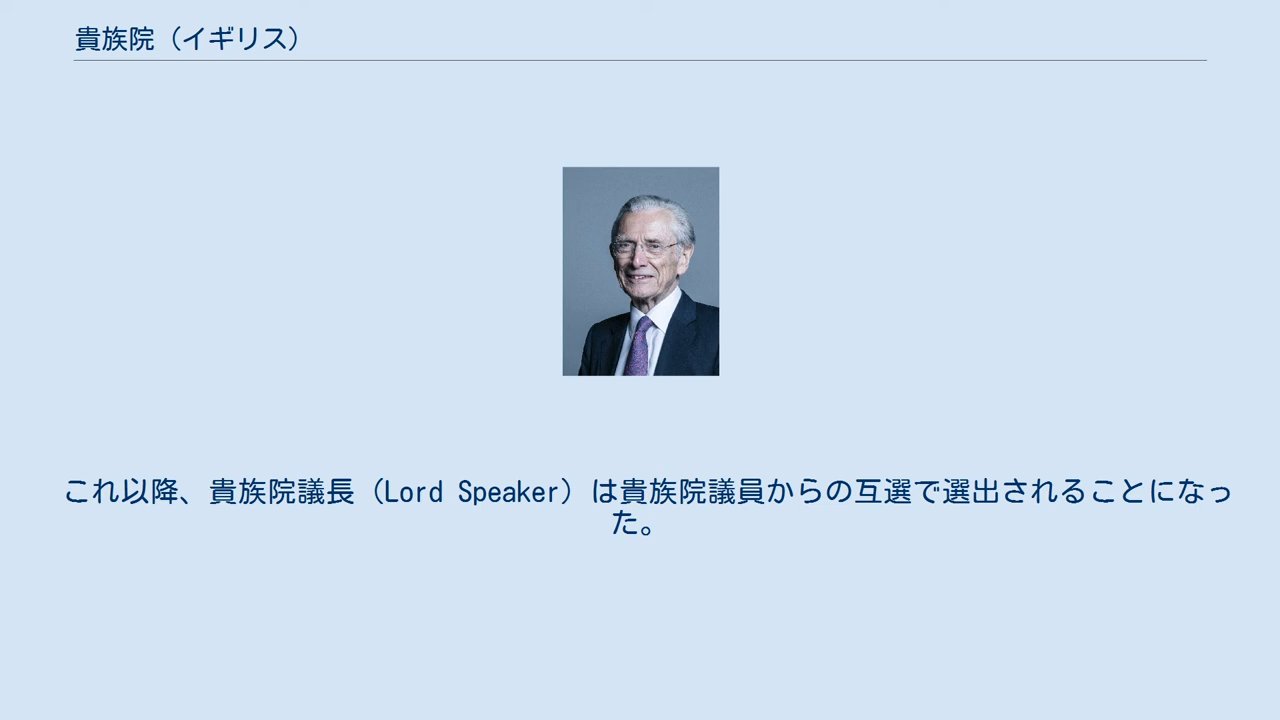 貴族院（イギリス）
これ以降、貴族院議長（Lord Speaker）は貴族院議員からの互選で選出されることになっ
た。